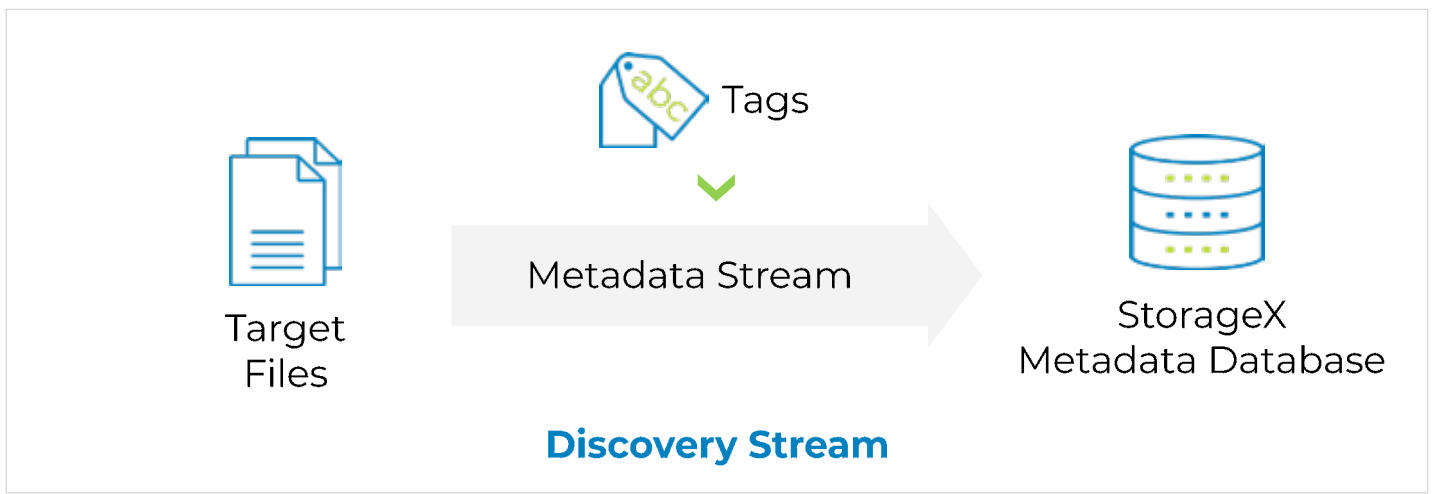 abc
Tags
Metadata Stream
Target
Files
StorageX
Metadata Database
Discovery Stream